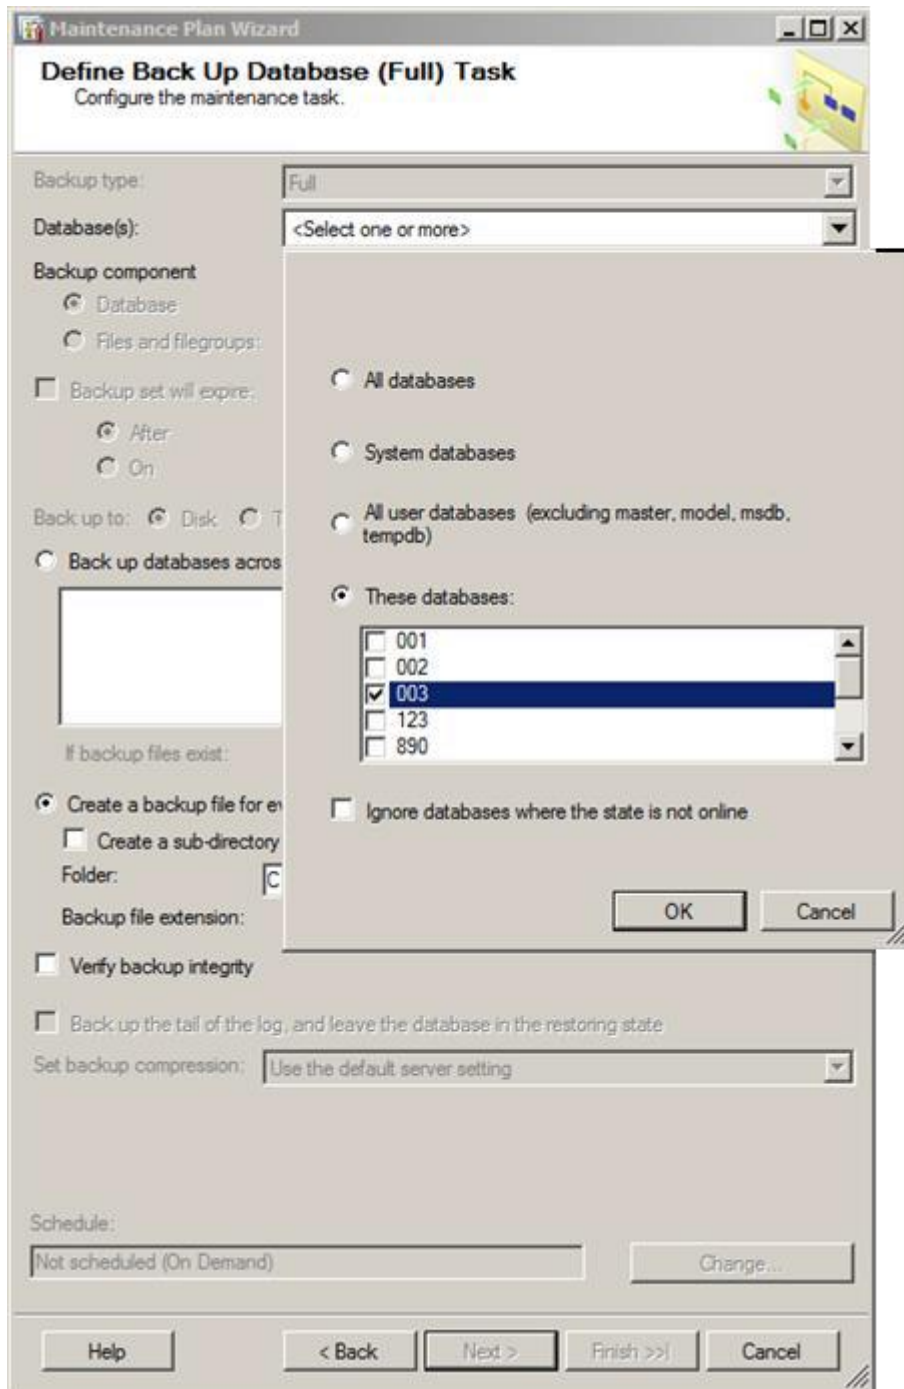 Maintenance Plan Wizard
Define Back Up Database (Full) Task
Configure the maintenance task.
Backup type:
Full
Database(s):
<Select one or more>
Backup component
Database
Files and filegroups:
Backup set will expire:
After
On
Back up to:
Disk
T
Back up databases acros
If backup files exist:
Create a backup file for ev
Create a sub-directory
Folder:
C
Backup file extension:
All databases
System databases
All user databases (excluding master, model, msdb,
tempdb)
These databases:
001
002
003
123
890
Ignore databases where the state is not online
OK
Cancel
Verify backup integrity
Back up the tail of the log, and leave the database in the restoring state
Set backup compression:
Use the default server setting
Schedule:
Not scheduled (On Demand)
Change...
Help
< Back
Next >
Finish >>|
Cancel